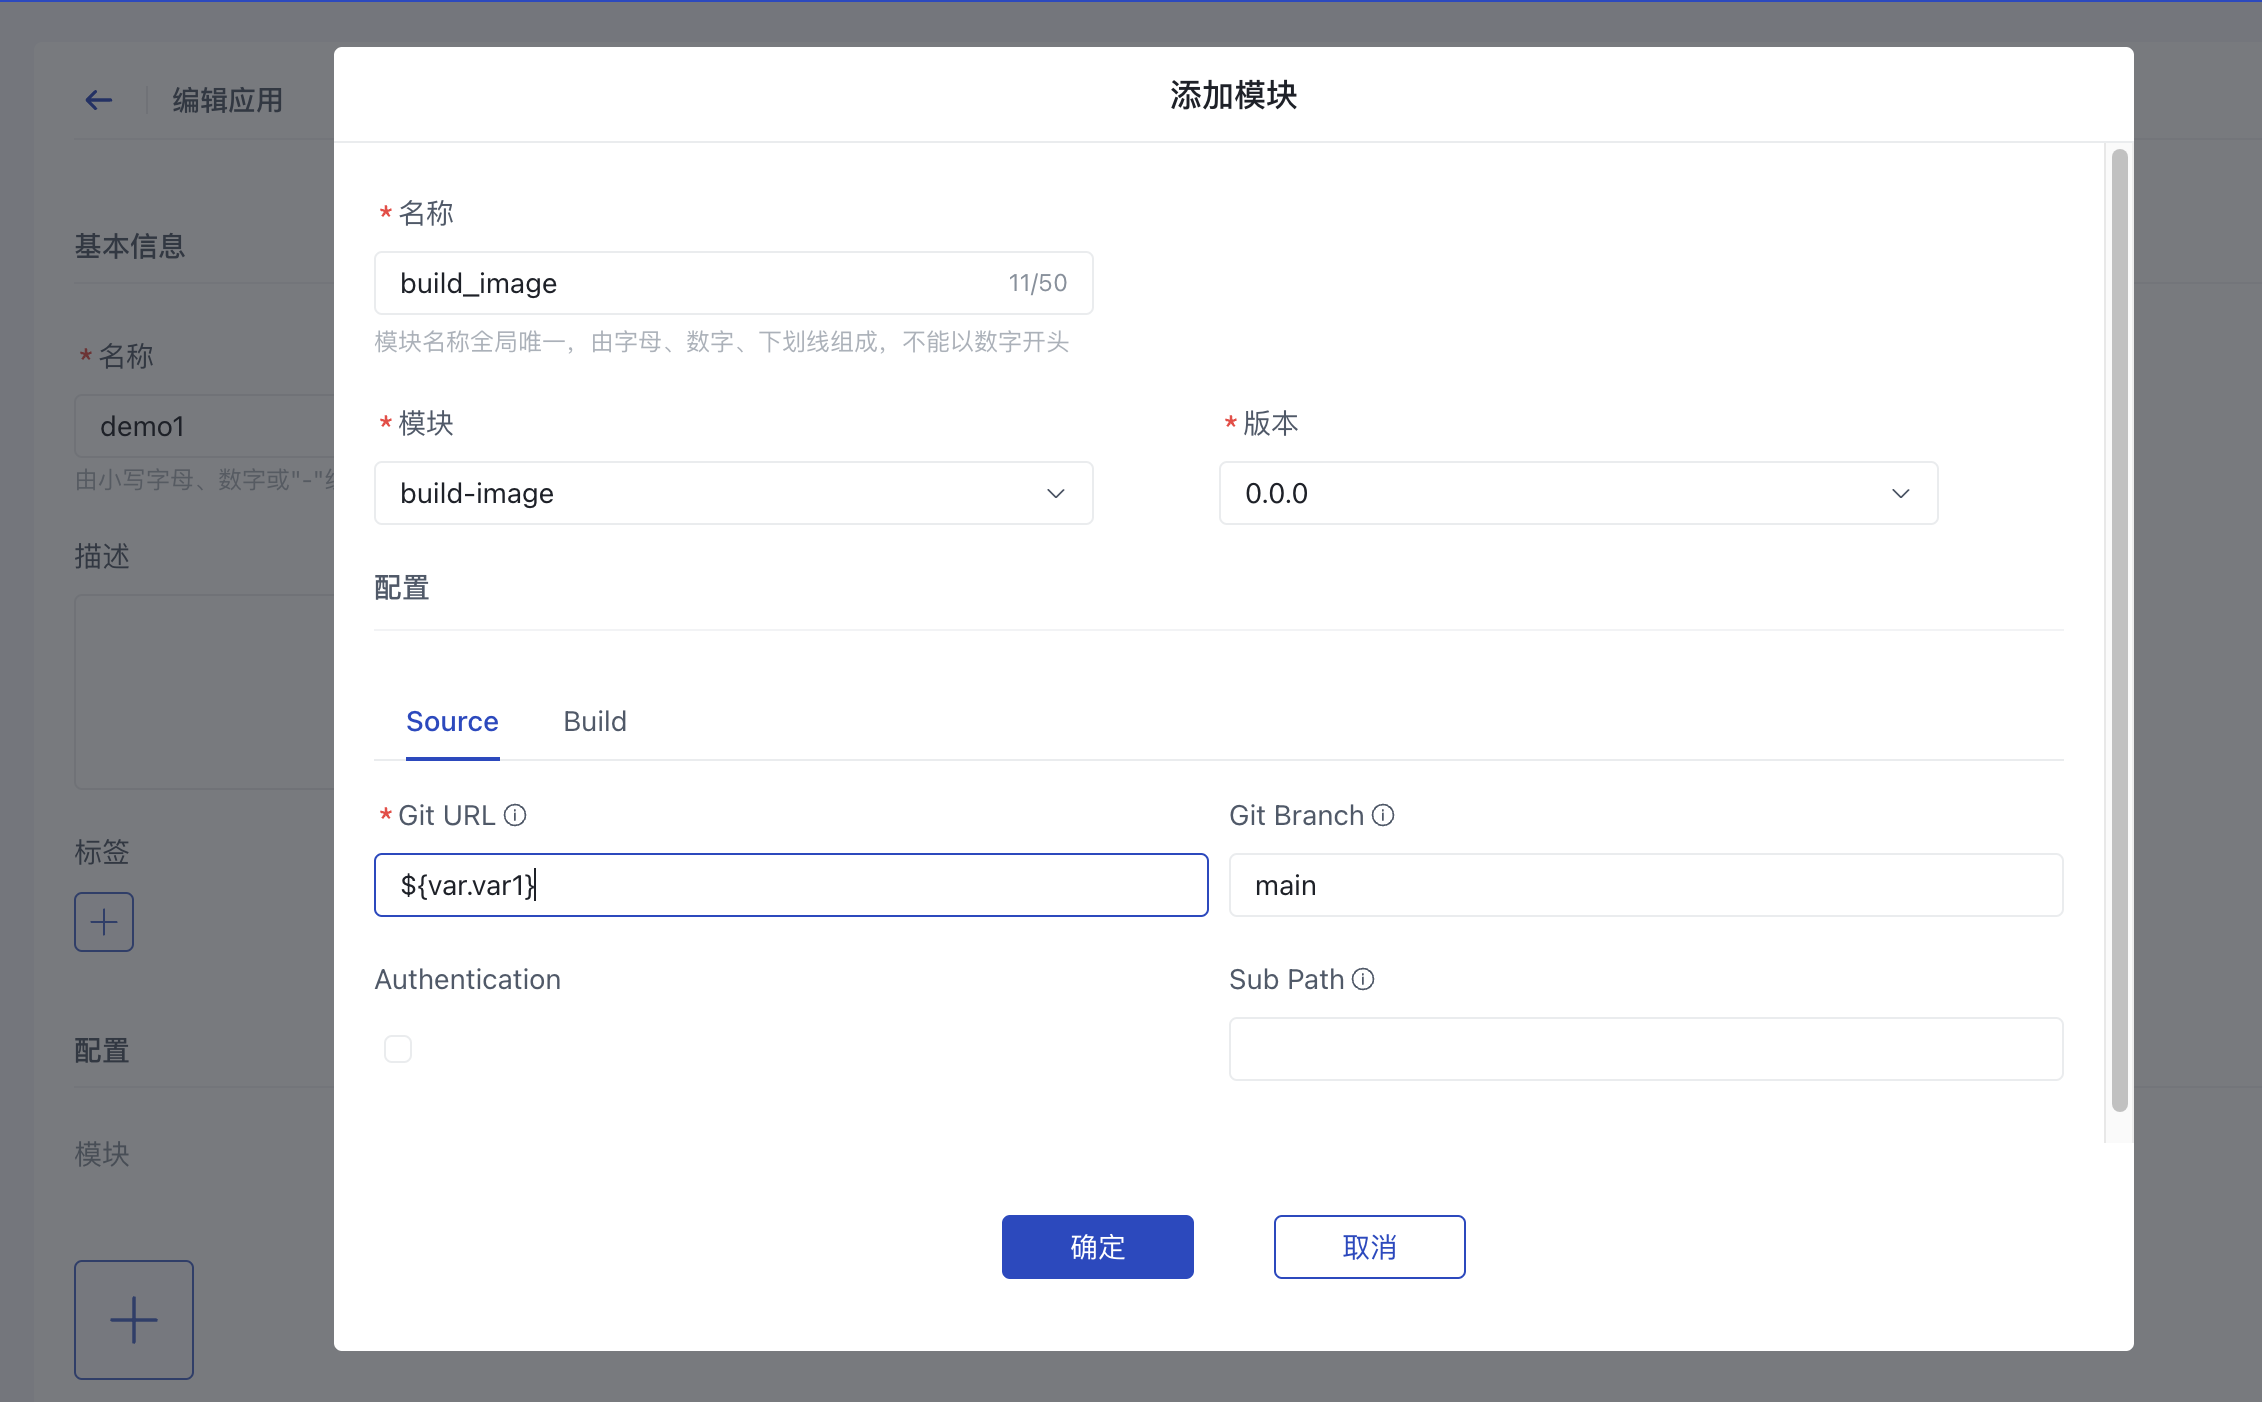 编辑应用
基本信息
* 名称
demo1
由小写字母、数字或"-"
描述
标签
配置
模块
添加模块
* 名称
build_image 11/50
模块名称全局唯一，由字母、数字、下划线组成，不能以数字开头
* 模块
build-image
* 版本
0.0.0
配置
Source Build
* Git URL
${var.var1}
Git Branch
main
Authentication
Sub Path
确定 取消